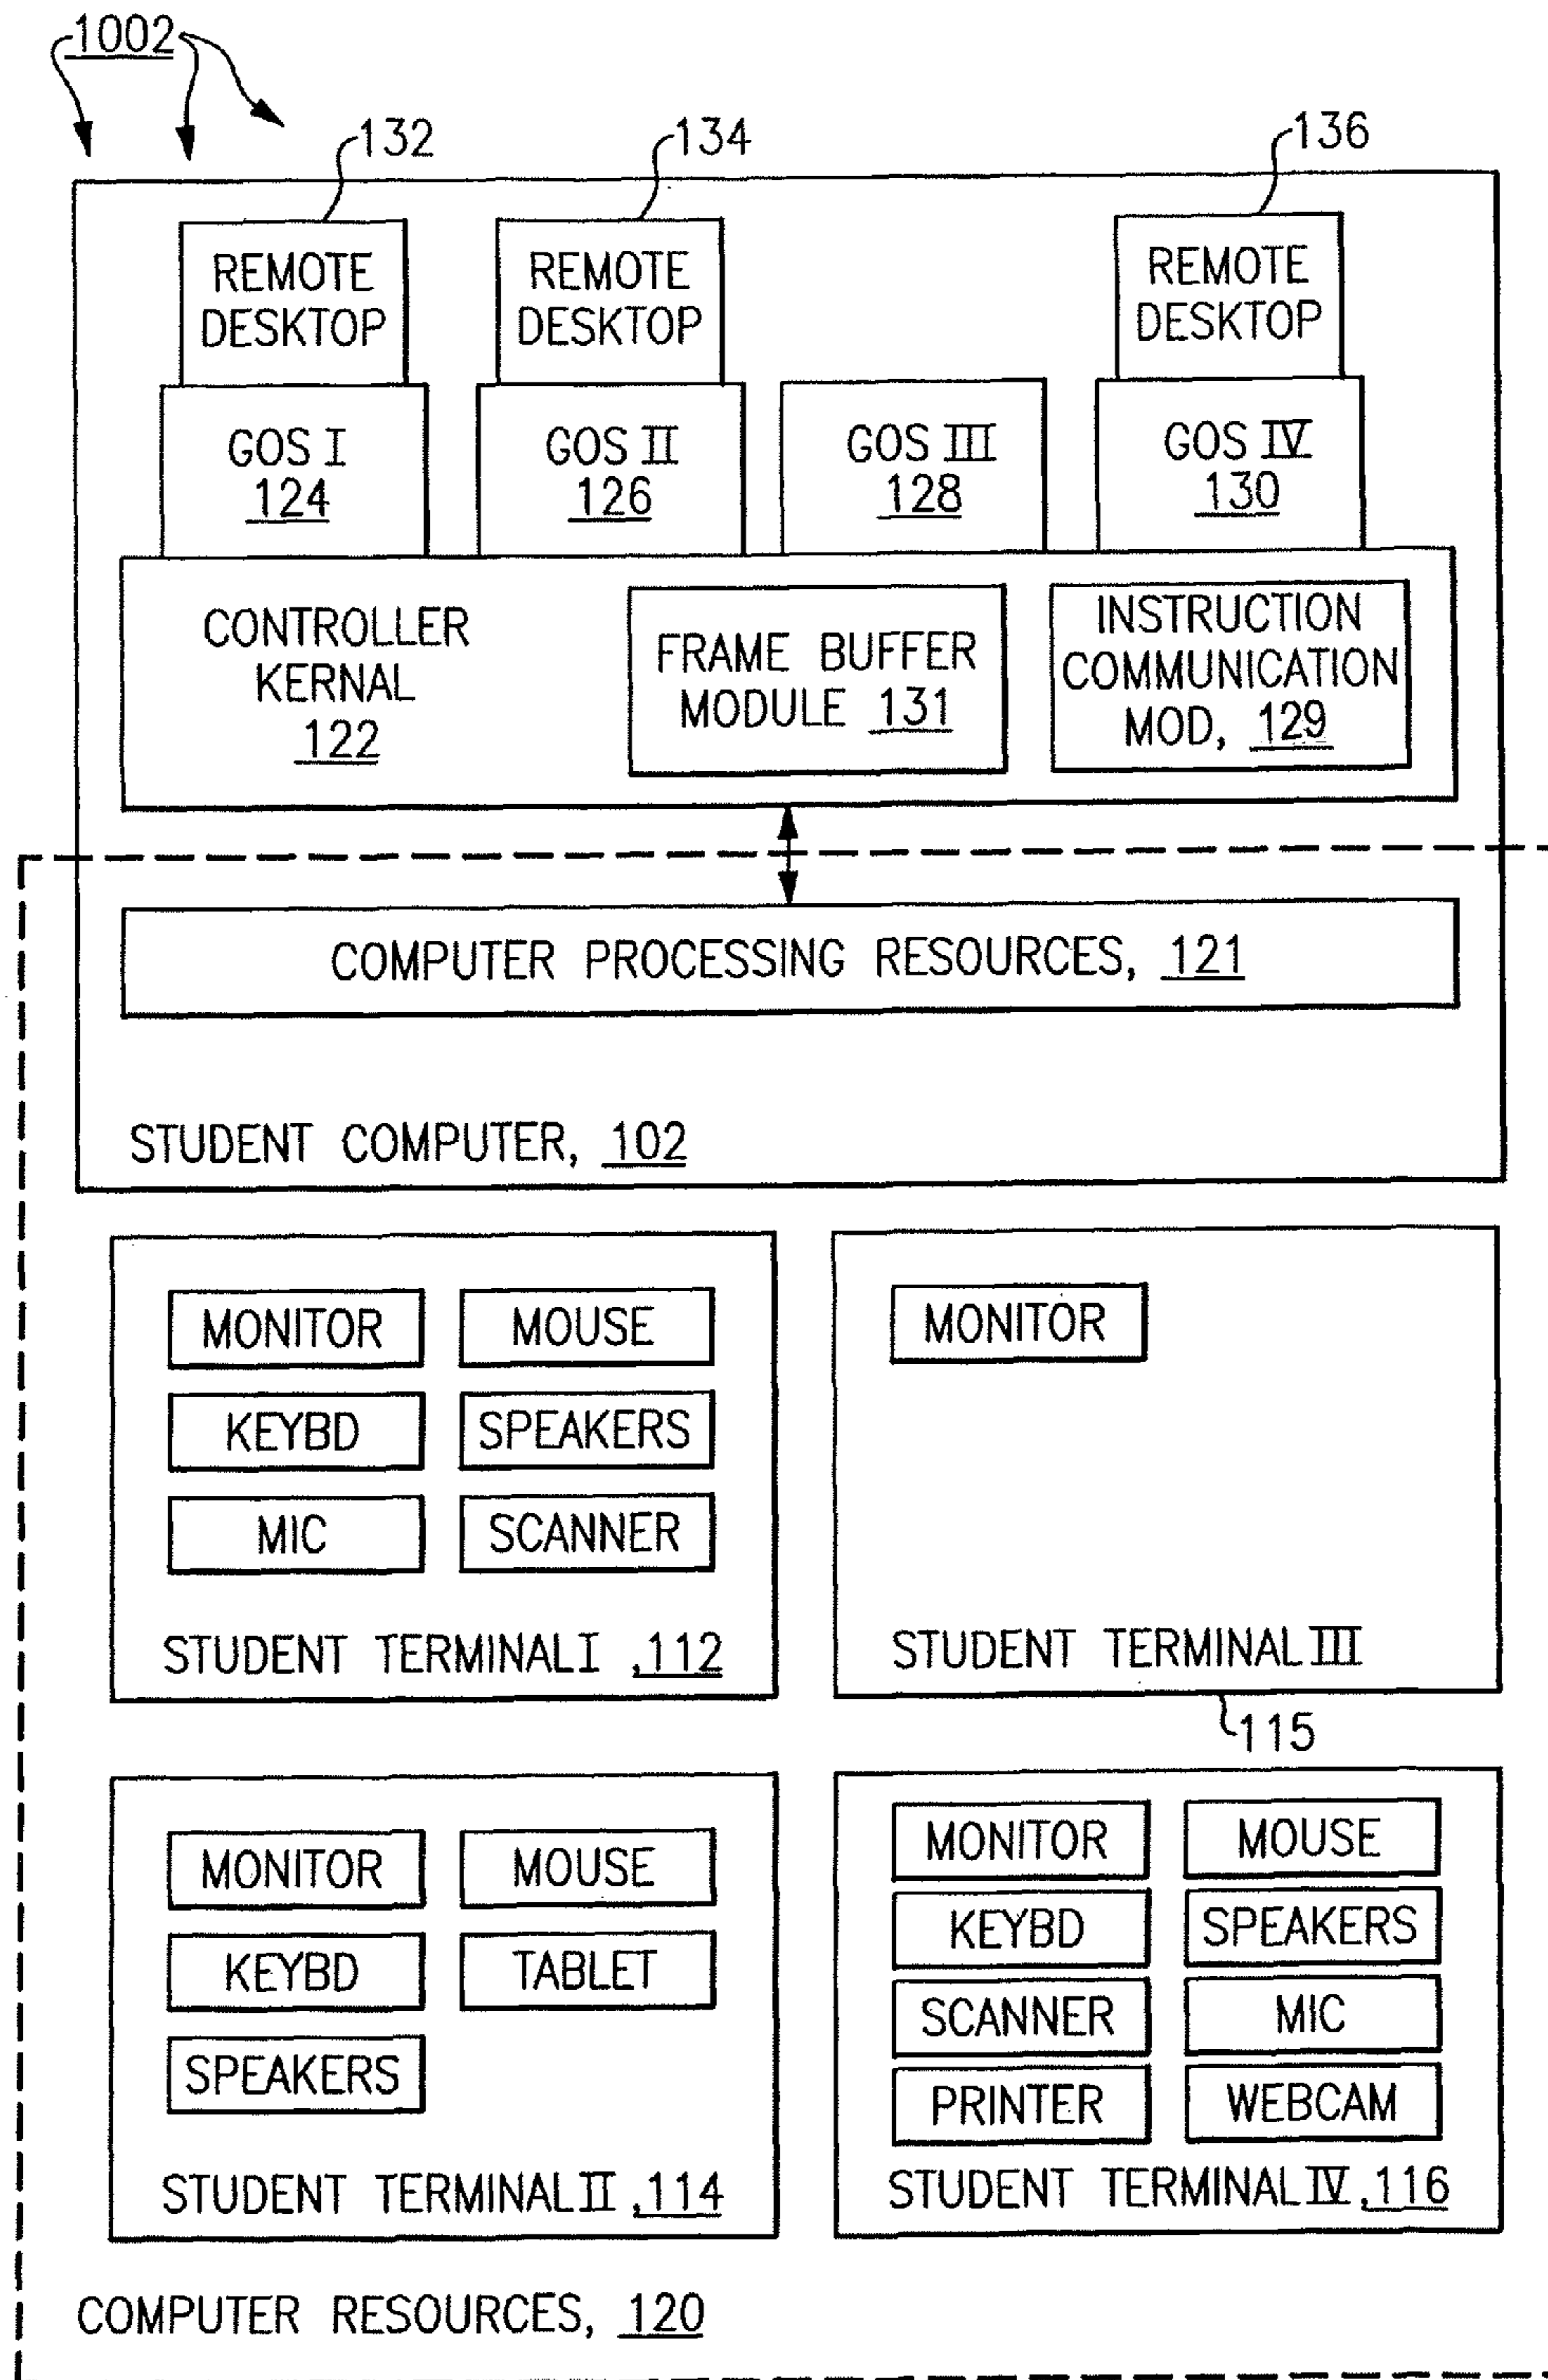 1002
132
134
136
REMOTE
DESKTOP
REMOTE
DESKTOP
REMOTE
DESKTOP
GOS I
124
GOS II
126
GOS III
128
GOS IV
130
CONTROLLER
KERNAL
122
FRAME BUFFER
MODULE 131
INSTRUCTION
COMMUNICATION
MOD, 129
COMPUTER PROCESSING RESOURCES, 121
STUDENT COMPUTER, 102
MONITOR
MOUSE
KEYBD
SPEAKERS
MIC
SCANNER
STUDENT TERMINAL I ,112
MONITOR
STUDENT TERMINAL III
115
MONITOR
MOUSE
KEYBD
TABLET
SPEAKERS
STUDENT TERMINAL II ,114
MONITOR
MOUSE
KEYBD
SPEAKERS
SCANNER
MIC
PRINTER
WEBCAM
STUDENT TERMINAL IV ,116
COMPUTER RESOURCES, 120